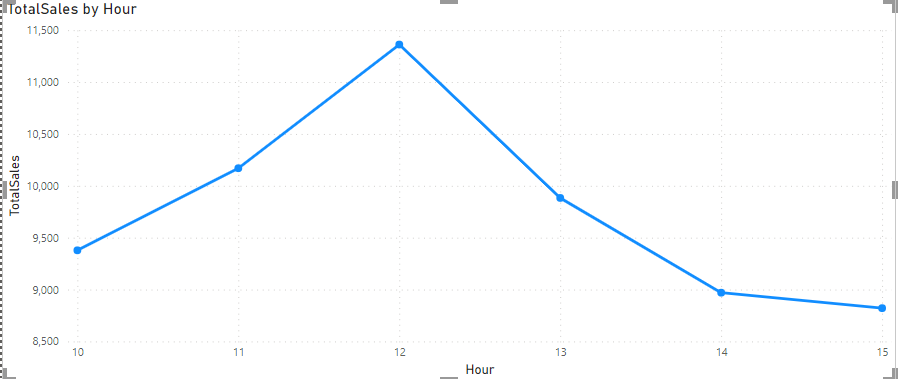 TotalSales by Hour
11,500
11,000
10,500
10,000
9,500
9,000
8,500
TotalSales
10 11 12 13 14 15
Hour